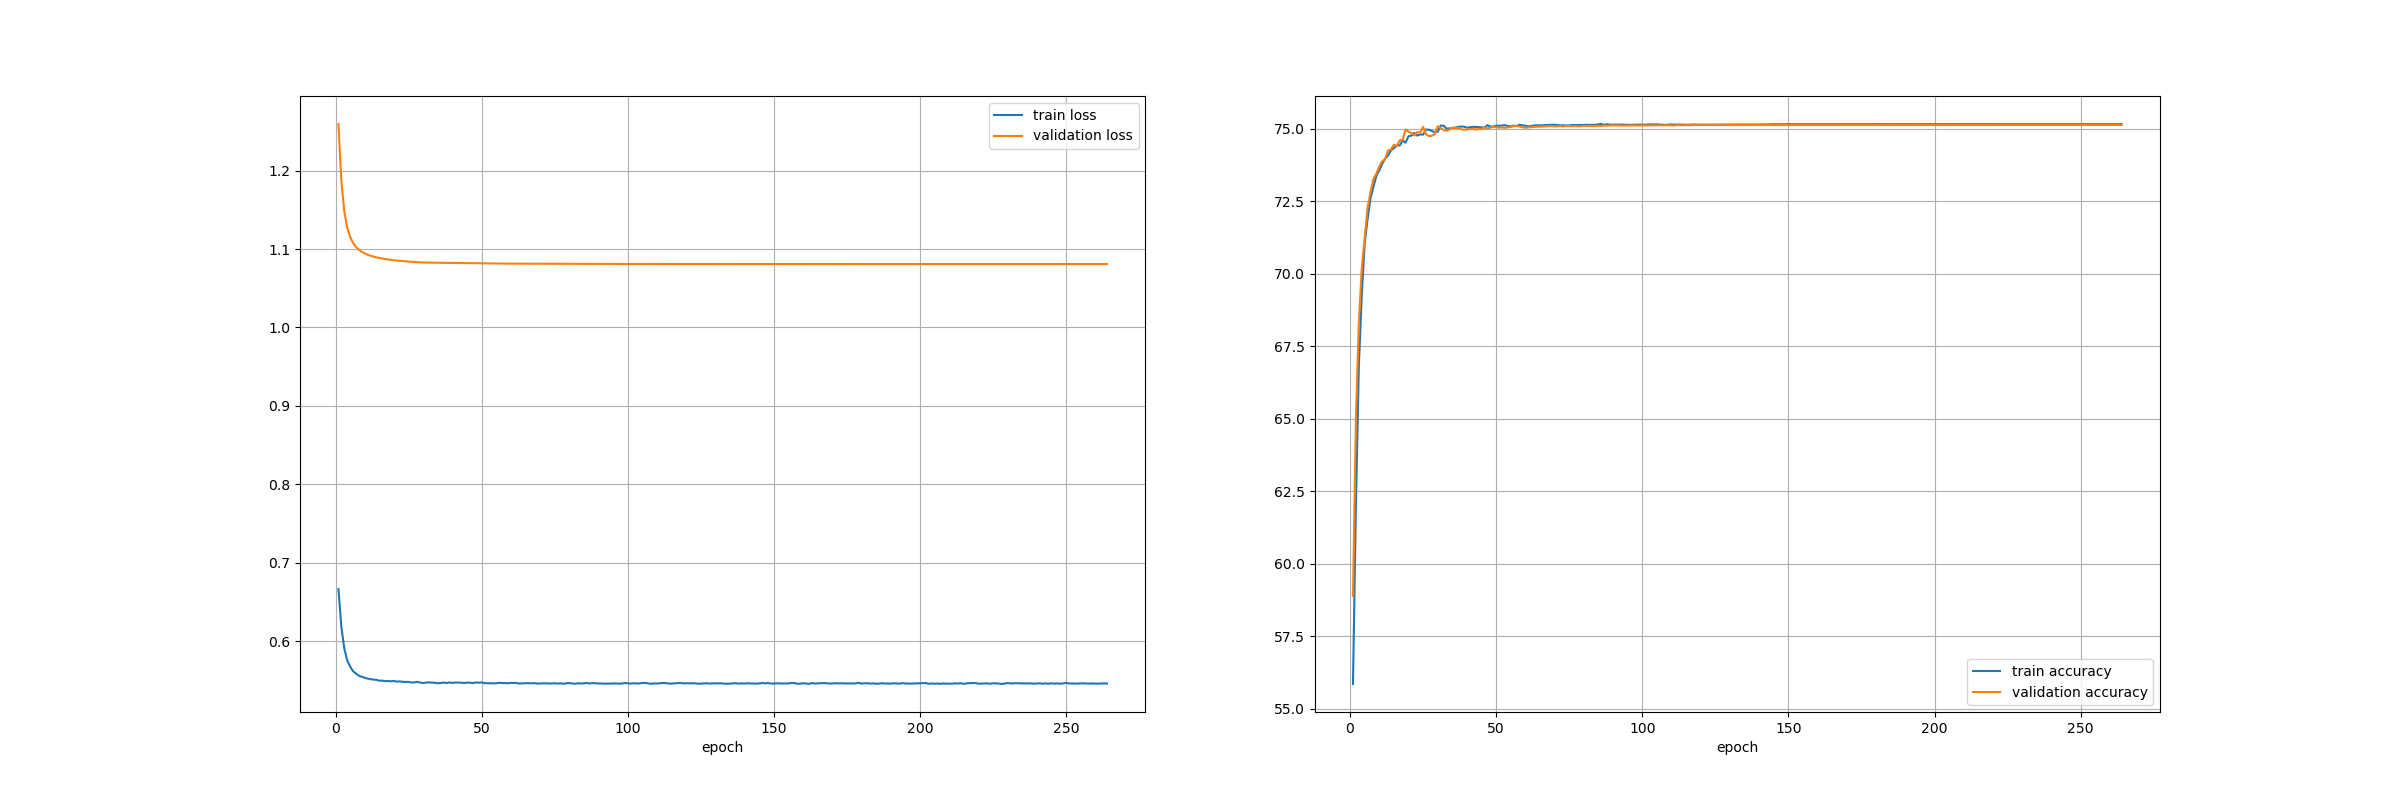 train loss
validation loss
1.2
1.1
1.0
0.9
0.8
0.7
0.6
0 50 100 150 200 250
epoch
75.0
72.5
70.0
67.5
65.0
62.5
60.0
57.5
55.0
train accuracy
validation accuracy
0 50 100 150 200 250
epoch